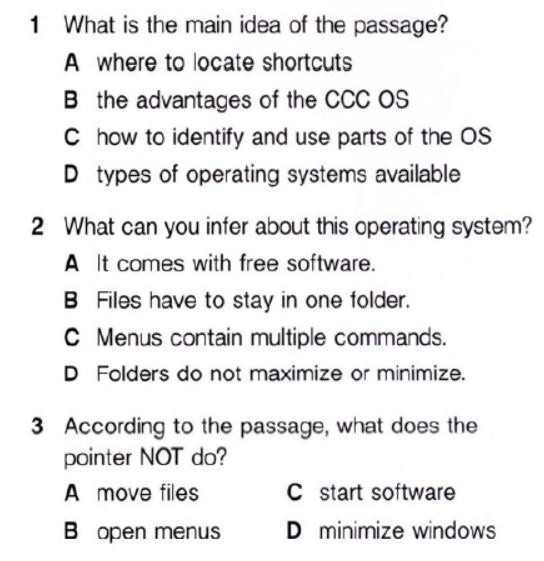 1 What is the main idea of the passage?
A where to locate shortcuts
B the advantages of the CCC OS
C how to identify and use parts of the OS
D types of operating systems available
2 What can you infer about this operating system?
A It comes with free software.
B Files have to stay in one folder.
C Menus contain multiple commands.
D Folders do not maximize or minimize.
3 According to the passage, what does the
pointer NOT do?
A move files C start software
B open menus D minimize windows